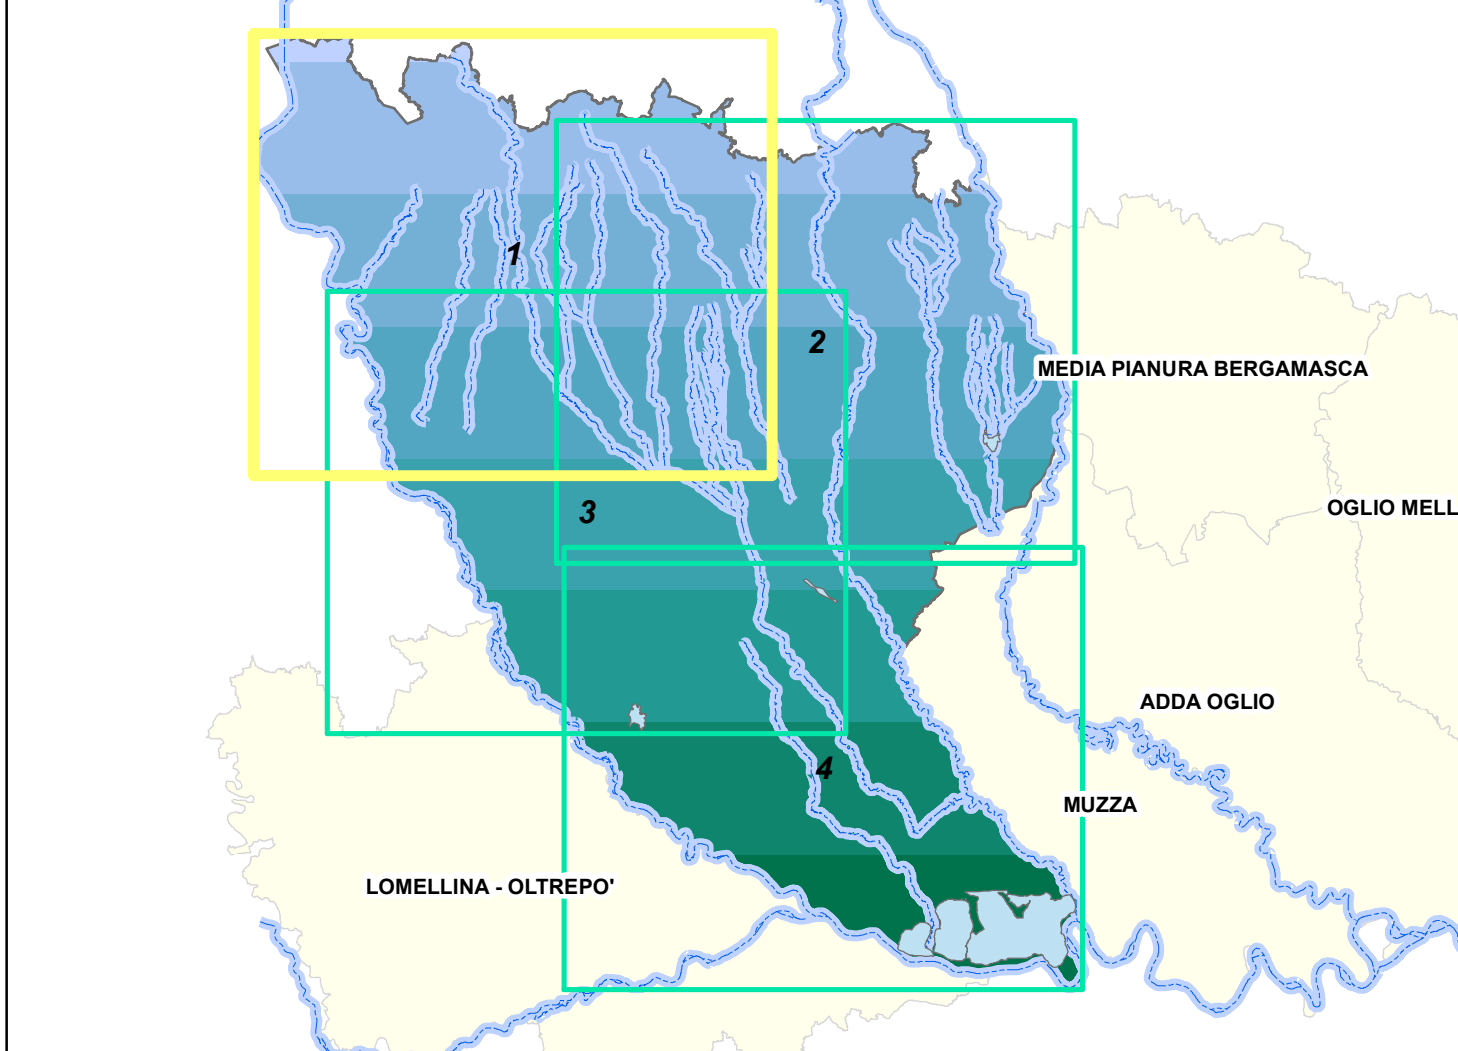 1
2
MEDIA PIANURA BERGAMASCA
3
OGLIO MELL
ADDA OGLIO
4
MUZZA
LOMELLINA - OLTREPO'